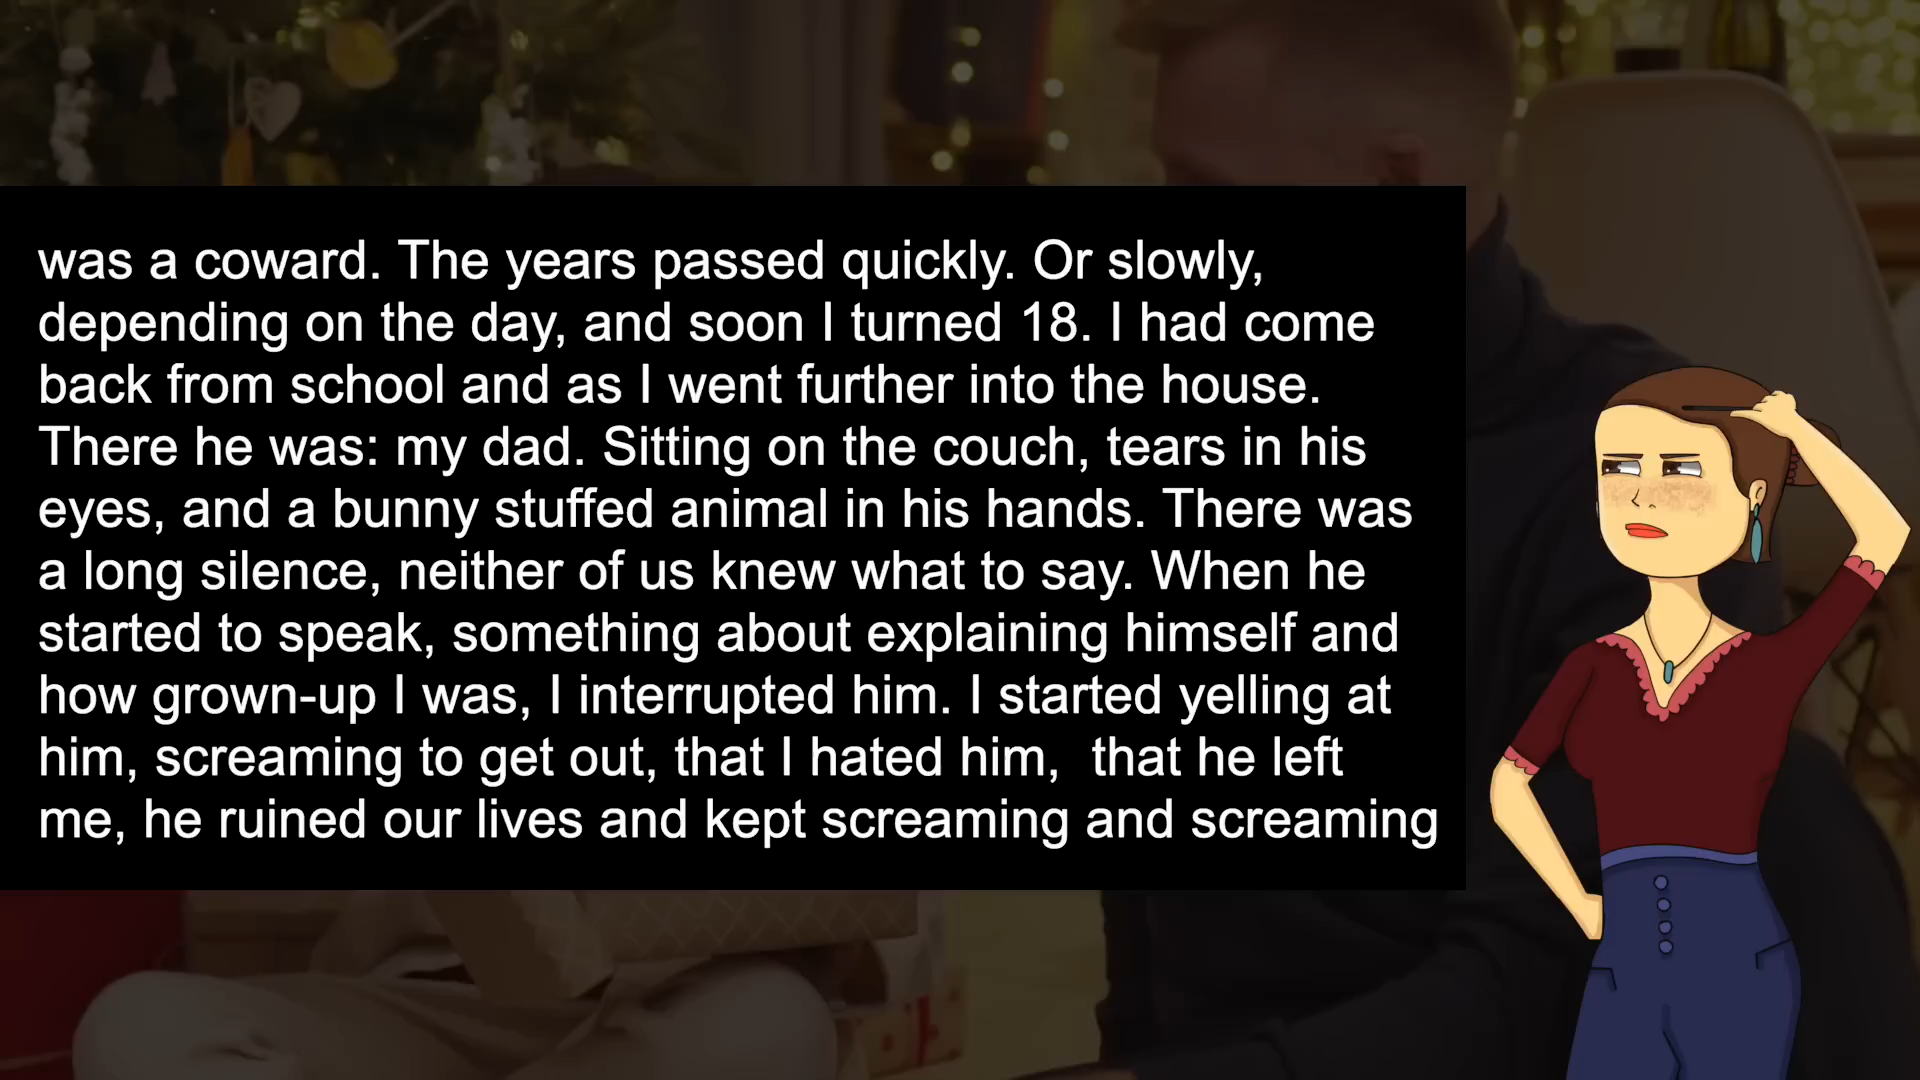 was a coward. The years passed quickly. Or slowly,
depending on the day, and soon I turned 18. I had come
back from school and as I went further into the house.
There he was: my dad. Sitting on the couch, tears in his
eyes, and a bunny stuffed animal in his hands. There was
a long silence, neither of us knew what to say. When he
started to speak, something about explaining himself and
how grown-up I was, I interrupted him. I started yelling at
him, screaming to get out, that I hated him,  that he left
me, he ruined our lives and kept screaming and screaming